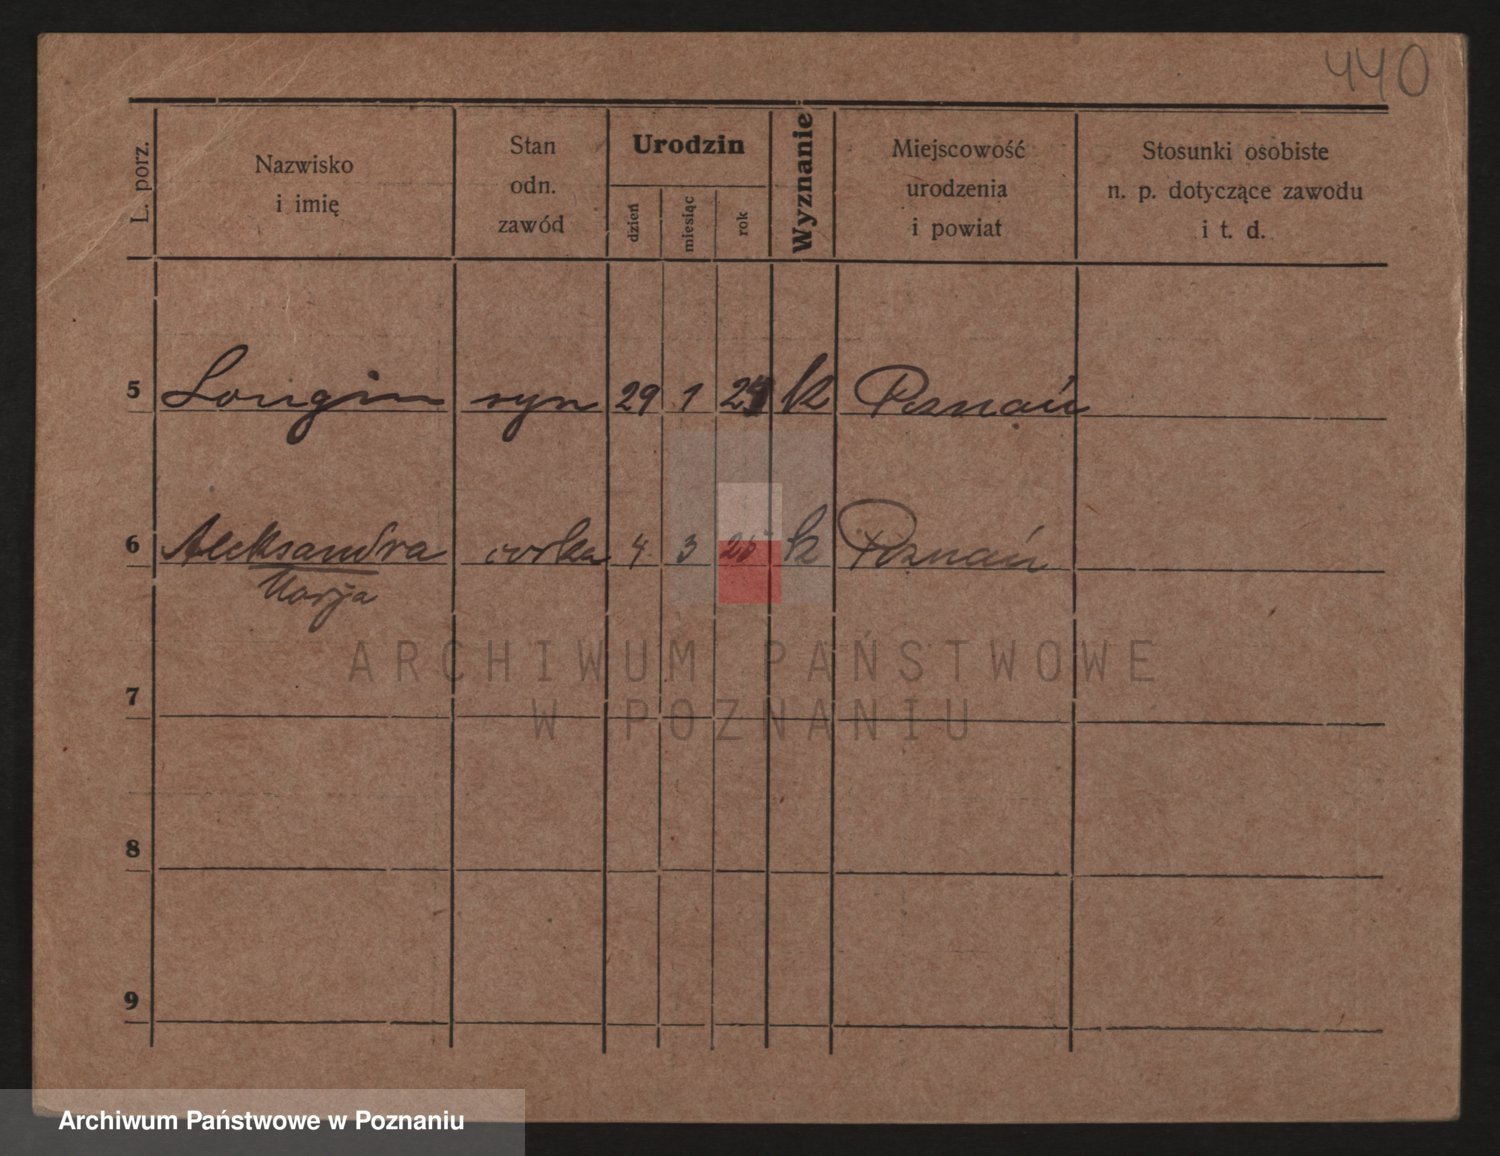 440
L. porz.
Nazwisko
i imię
Stan
odn.
zawód
Urodzin
dzień
miesiąc
rok
Wyznanie
Miejscowość
urodzenia
i powiat
Stosunki osobiste
n. p. dotyczące zawodu
i t. d.
5 Longin syn 29 1 24 k Poznań
6 Aleksandra córka 4 3 26 k Poznań
Marja
7
8
9
ARCHIWUM PAŃSTWOWE
W POZNANIU
Archiwum Państwowe w Poznaniu